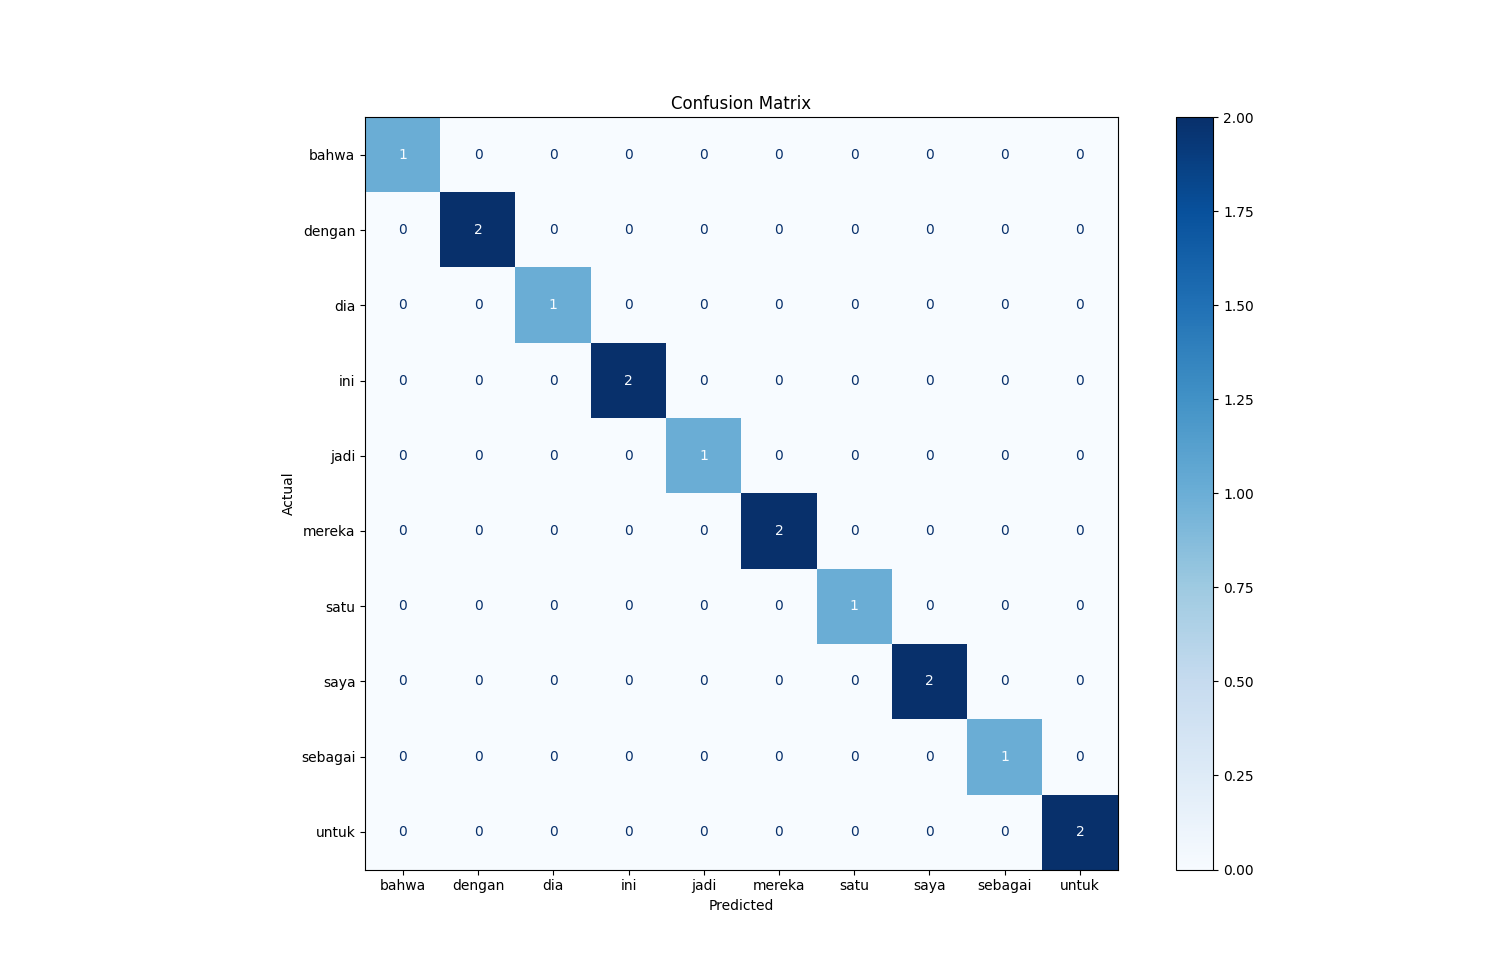 Confusion Matrix
Actual
bahwa 1 0 0 0 0 0 0 0 0 0
dengan 0 2 0 0 0 0 0 0 0 0
dia 0 0 1 0 0 0 0 0 0 0
ini 0 0 0 2 0 0 0 0 0 0
jadi 0 0 0 0 1 0 0 0 0 0
mereka 0 0 0 0 0 2 0 0 0 0
satu 0 0 0 0 0 0 1 0 0 0
saya 0 0 0 0 0 0 0 2 0 0
sebagai 0 0 0 0 0 0 0 0 1 0
untuk 0 0 0 0 0 0 0 0 0 2
bahwa dengan dia ini jadi mereka satu saya sebagai untuk
Predicted
2.00
1.75
1.50
1.25
1.00
0.75
0.50
0.25
0.00